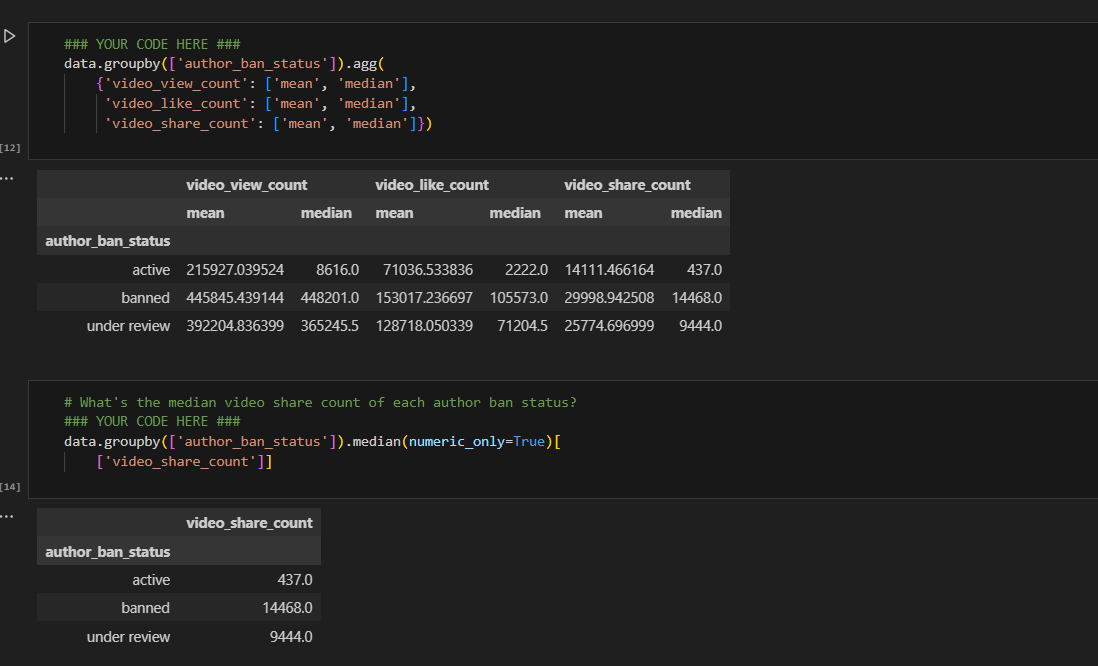 ### YOUR CODE HERE ###
data.groupby(['author_ban_status']).agg(
{'video_view_count': ['mean', 'median'],
'video_like_count': ['mean', 'median'],
'video_share_count': ['mean', 'median']})
[12]
...
video_view_count video_like_count video_share_count
mean median mean median mean median
author_ban_status
active 215927.039524 8616.0 71036.533836 2222.0 14111.466164 437.0
banned 445845.439144 448201.0 153017.236697 105573.0 29998.942508 14468.0
under review 392204.836399 365245.5 128718.050339 71204.5 25774.696999 9444.0
# What's the median video share count of each author ban status?
### YOUR CODE HERE ###
data.groupby(['author_ban_status']).median(numeric_only=True)[
['video_share_count']]
[14]
...
video_share_count
author_ban_status
active 437.0
banned 14468.0
under review 9444.0